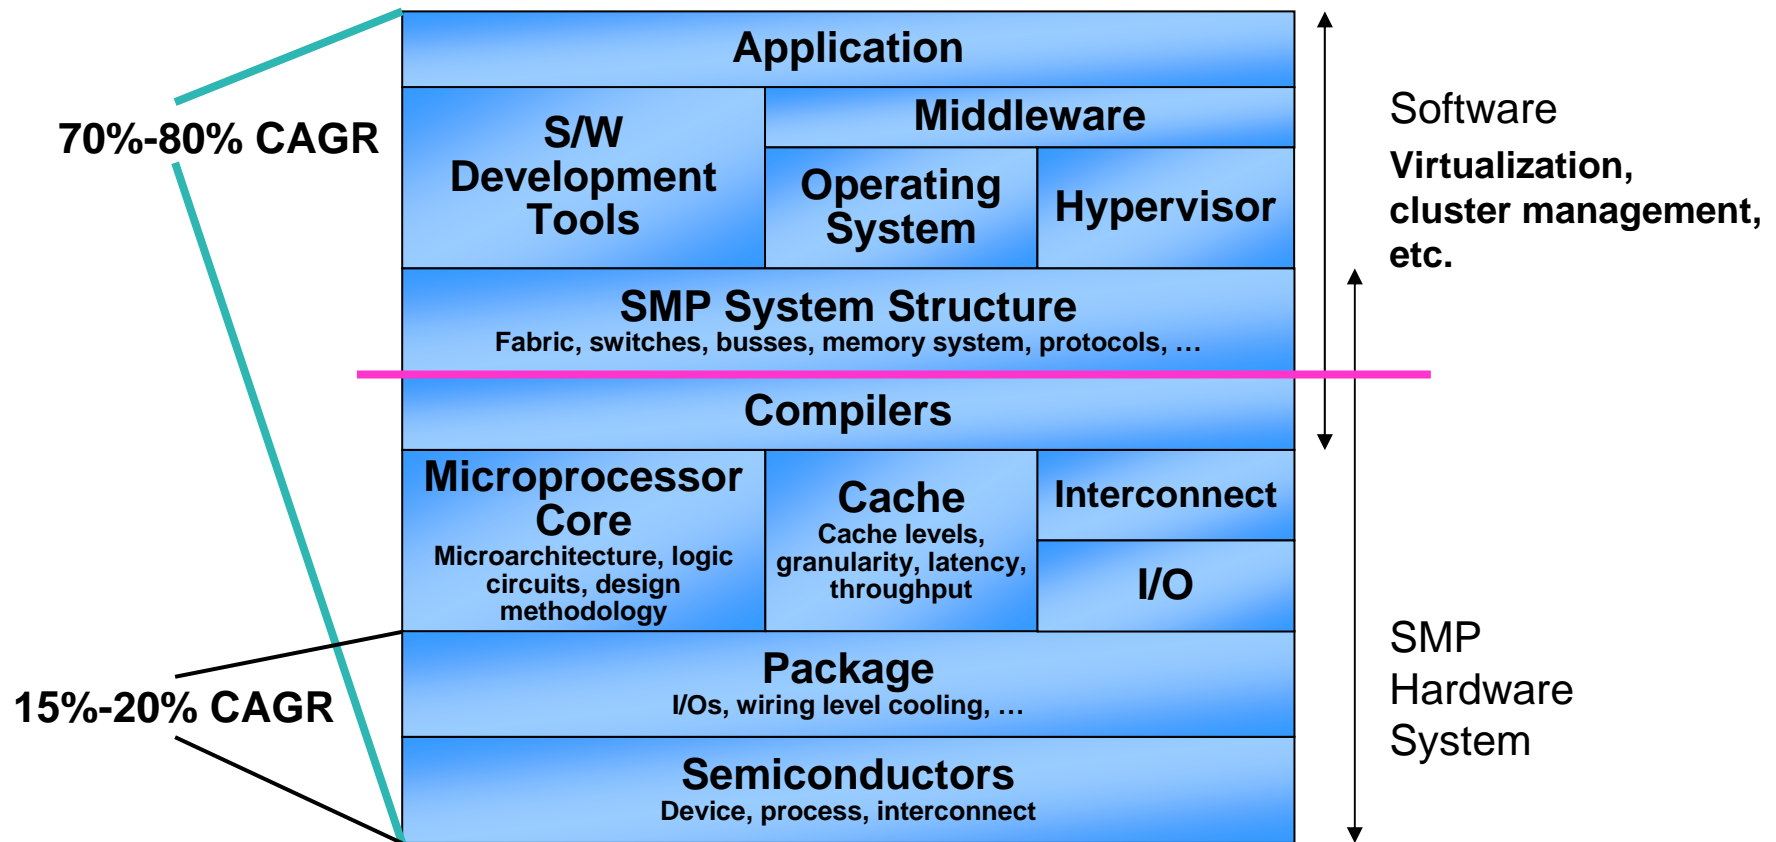 Application
70%-80% CAGR
S/W
Development
Tools
Middleware
Operating
System
Hypervisor
Software
Virtualization,
cluster management,
etc.
SMP System Structure
Fabric, switches, busses, memory system, protocols, …
Compilers
Microprocessor
Core
Microarchitecture, logic
circuits, design
methodology
Cache
Cache levels,
granularity, latency,
throughput
Interconnect
I/O
15%-20% CAGR
Package
I/Os, wiring level cooling, …
SMP
Hardware
System
Semiconductors
Device, process, interconnect